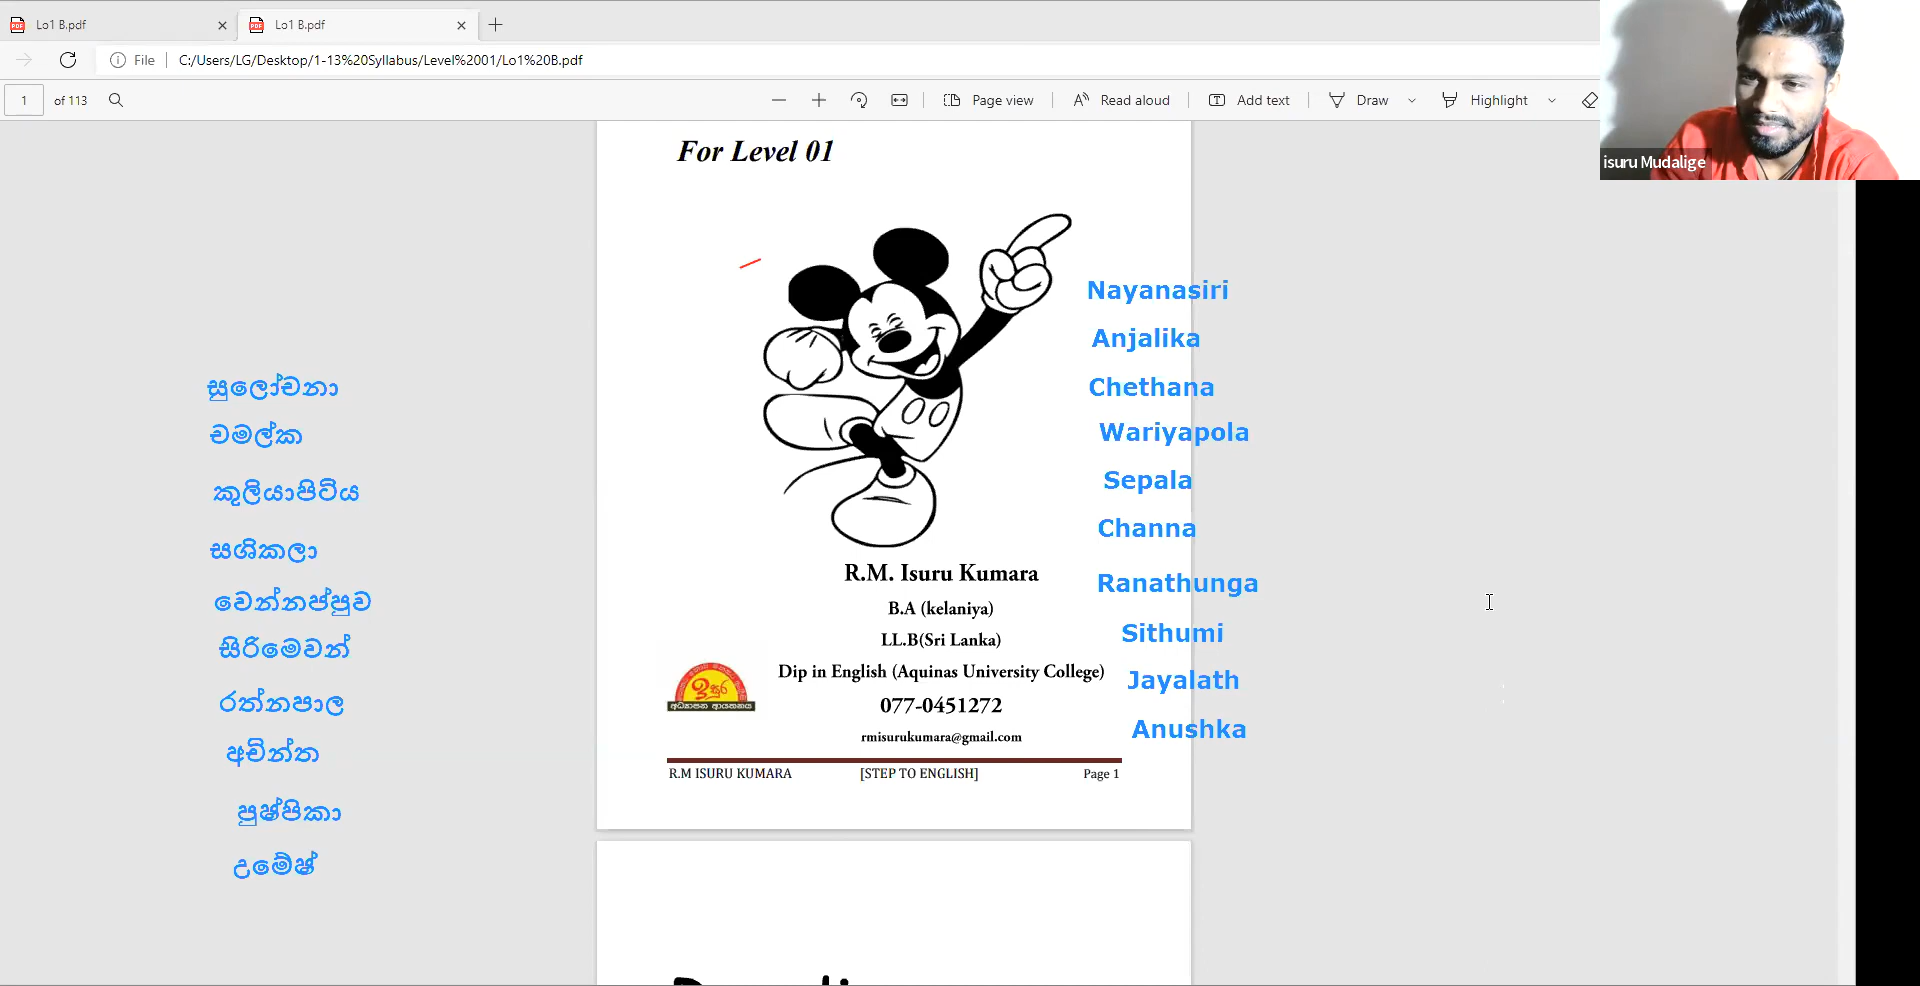 Lo1 B.pdf
Lo1 B.pdf
File
C:/Users/LG/Desktop/1-13%20Syllabus/Level%2001/Lo1%20B.pdf
1 of 113
Page view
Read aloud
Add text
Draw
Highlight
isuru Mudalige
For Level 01
සුලෝචනා
චමල්ක
කුලියාපිටිය
සශිකලා
වෙන්නප්පුව
සිරිමෙවන්
රත්නපාල
අචින්ත
පුෂ්පිකා
උමේෂ්
Nayanasiri
Anjalika
Chethana
Wariyapola
Sepala
Channa
Ranathunga
Sithumi
Jayalath
Anushka
R.M. Isuru Kumara
B.A (kelaniya)
LL.B(Sri Lanka)
Dip in English (Aquinas University College)
077-0451272
rmisurukumara@gmail.com
ඉසුර
අධ්‍යාපන ආයතනය
R.M ISURU KUMARA [STEP TO ENGLISH] Page 1